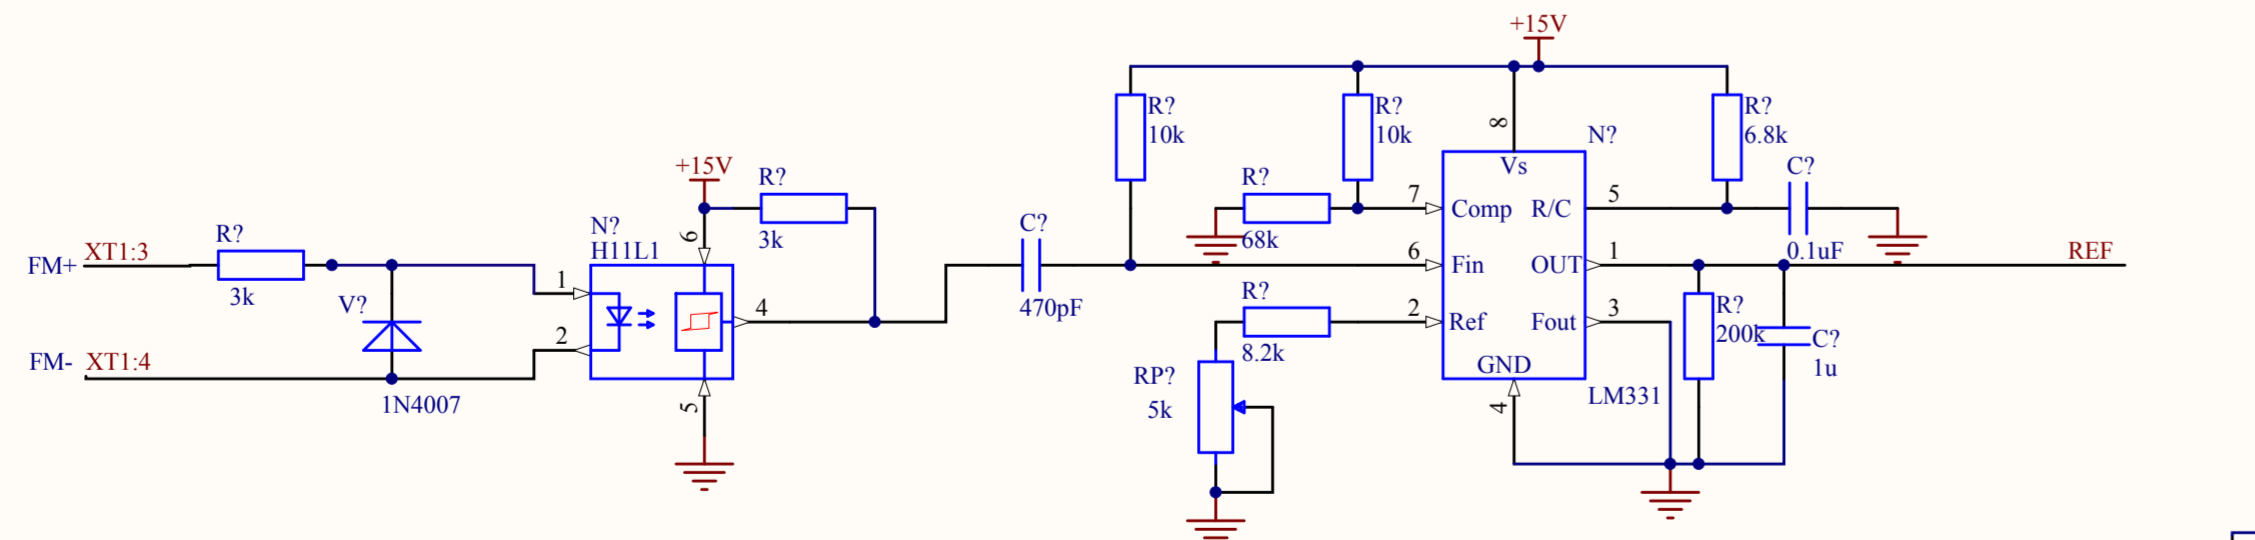 +15V
R?
10k
R?
10k
R?
6.8k
8
N?
Vs
C?
+15V
R?
3k
R?
68k
7
Comp
R/C
5
0.1uF
N?
H11L1
6
C?
470pF
6
Fin
OUT
1
REF
FM+
XT1:3
R?
3k
1
V?
4
R?
8.2k
2
Ref
Fout
3
R?
200k
C?
1u
2
FM-
XT1:4
1N4007
5
RP?
5k
GND
4
LM331